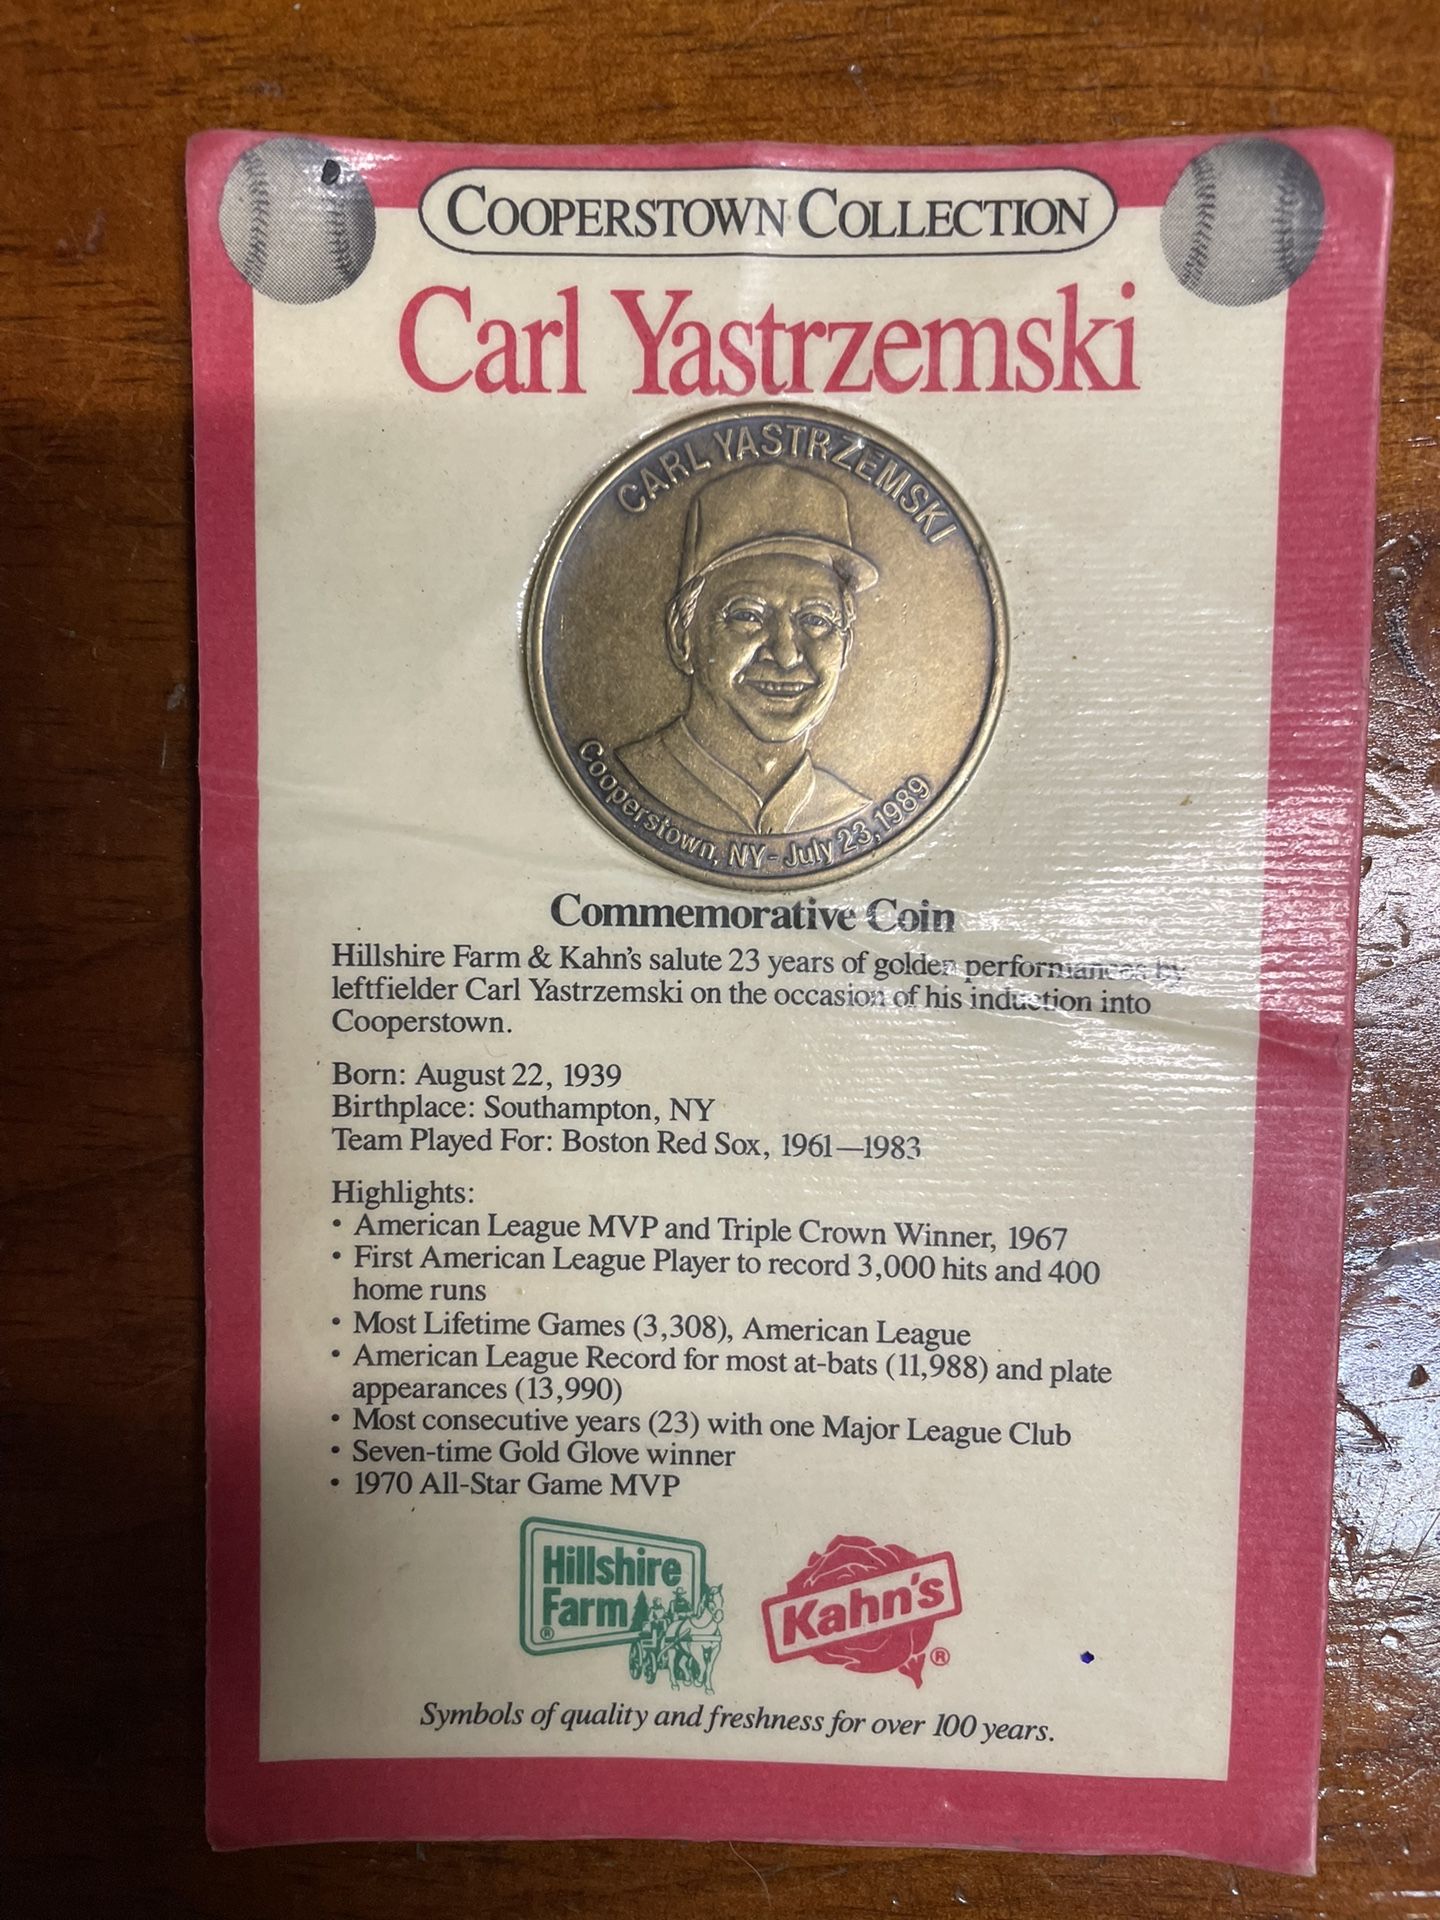 COOPERSTOWN COLLECTION
Carl Yastrzemski
CARL YASTRZEMSKI
Cooperstown, NY - July 23, 1989
Commemorative Coin
Hillshire Farm & Kahn's salute 23 years of golden performances by
leftfielder Carl Yastrzemski on the occasion of his induction into
Cooperstown.
Born: August 22, 1939
Birthplace: Southampton, NY
Team Played For: Boston Red Sox, 1961—1983
Highlights:
• American League MVP and Triple Crown Winner, 1967
• First American League Player to record 3,000 hits and 400
home runs
• Most Lifetime Games (3,308), American League
• American League Record for most at-bats (11,988) and plate
appearances (13,990)
• Most consecutive years (23) with one Major League Club
• Seven-time Gold Glove winner
• 1970 All-Star Game MVP
Hillshire
Farm ®
Kahn's ®
Symbols of quality and freshness for over 100 years.